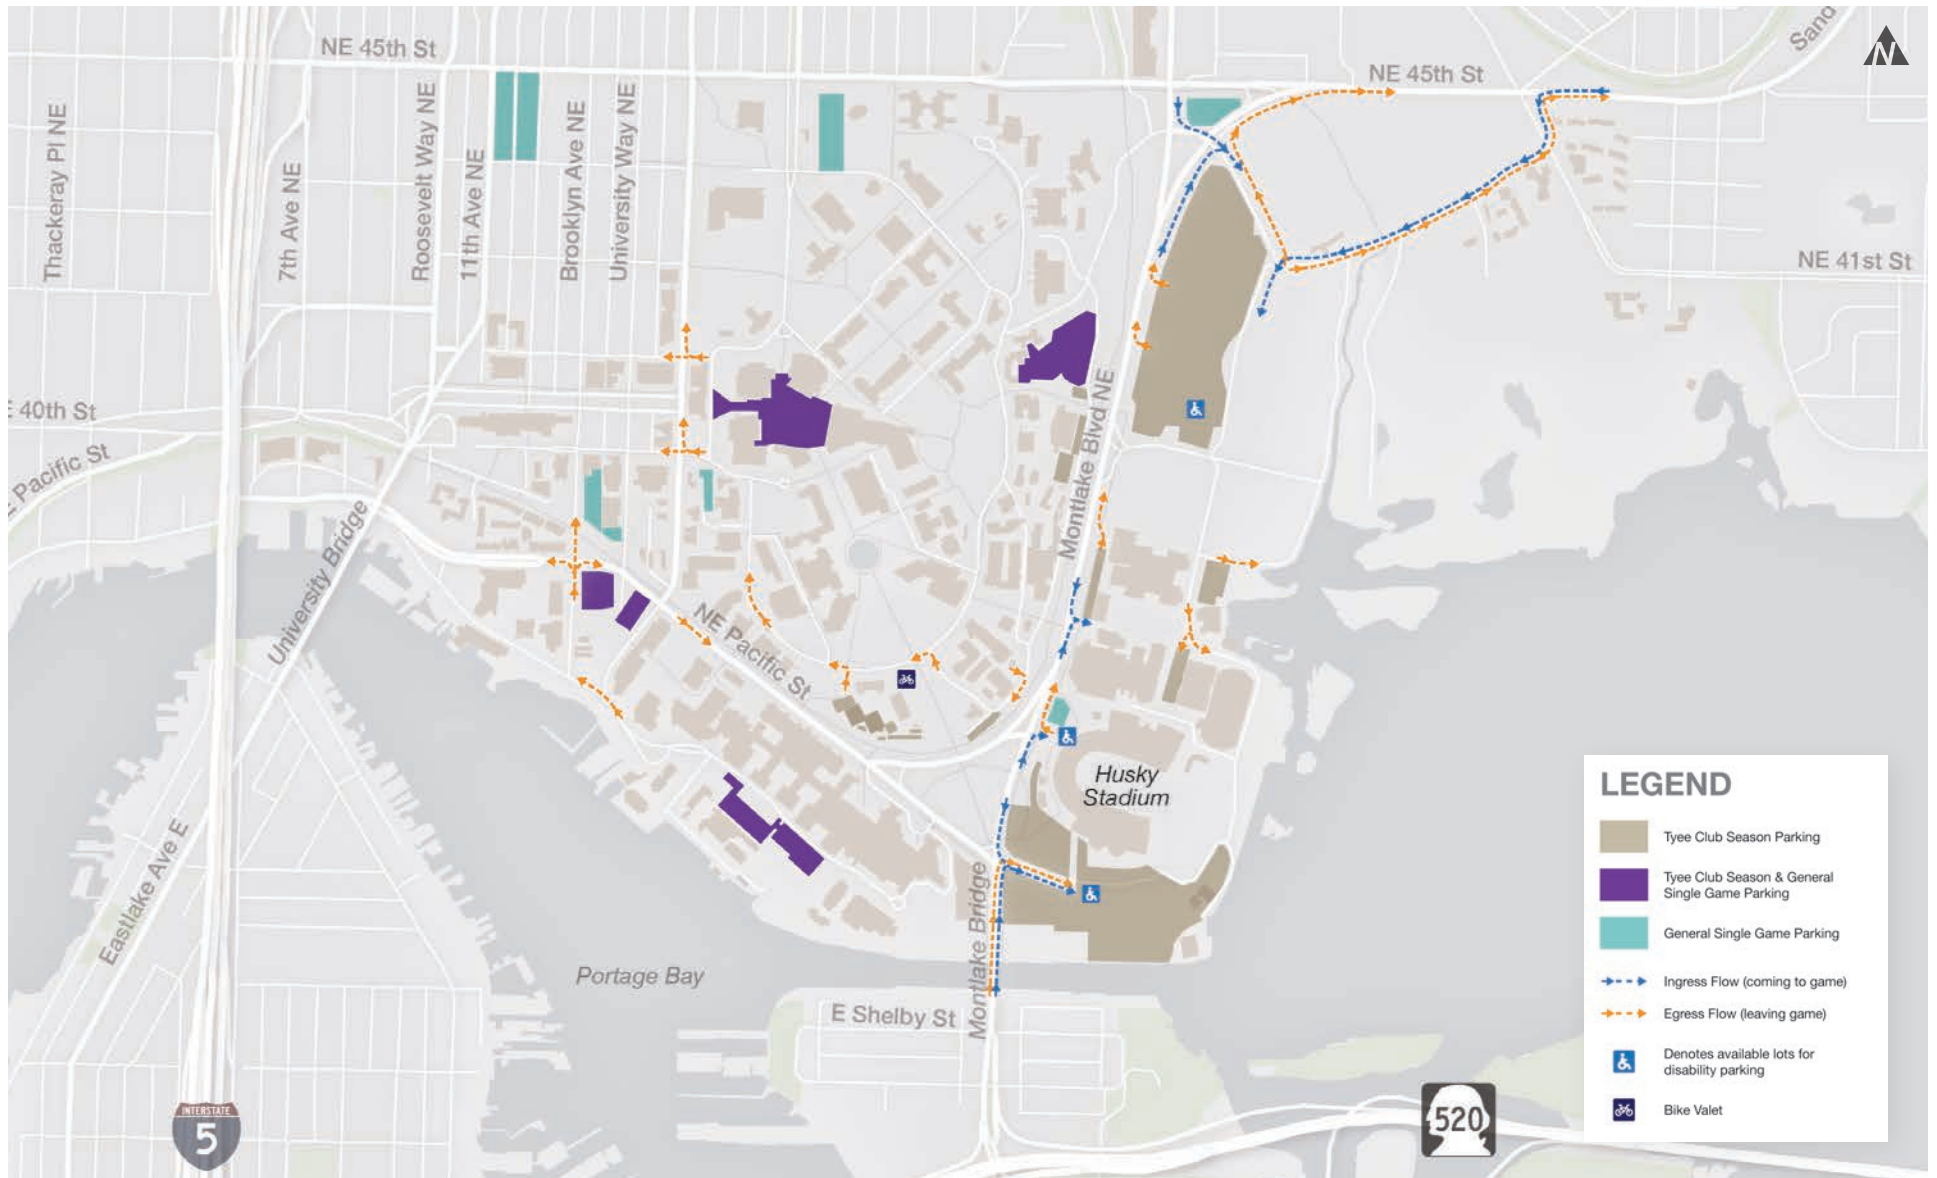 NE 45th St
NE 45th St
Sand
N
Thackeray Pl NE
7th Ave NE
Roosevelt Way NE
11th Ave NE
Brooklyn Ave NE
University Way NE
NE 41st St
E 40th St
E Pacific St
University Bridge
Montlake Blvd NE
NE Pacific St
Husky
Stadium
Eastlake Ave E
Montlake Bridge
Portage Bay
E Shelby St
INTERSTATE
5
520
LEGEND
Tyee Club Season Parking
Tyee Club Season & General
Single Game Parking
General Single Game Parking
Ingress Flow (coming to game)
Egress Flow (leaving game)
Denotes available lots for
disability parking
Bike Valet